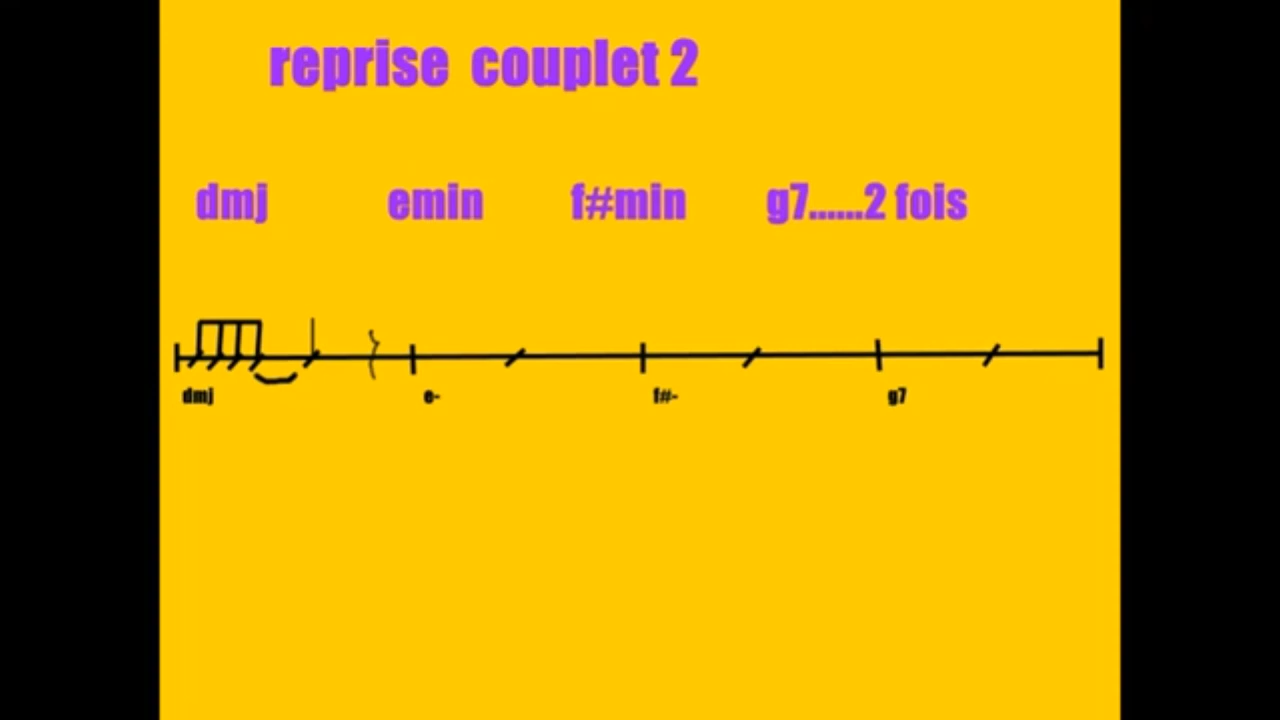 reprise couplet 2
dmj emin f#min g7......2 fois
dmj e- f#- g7